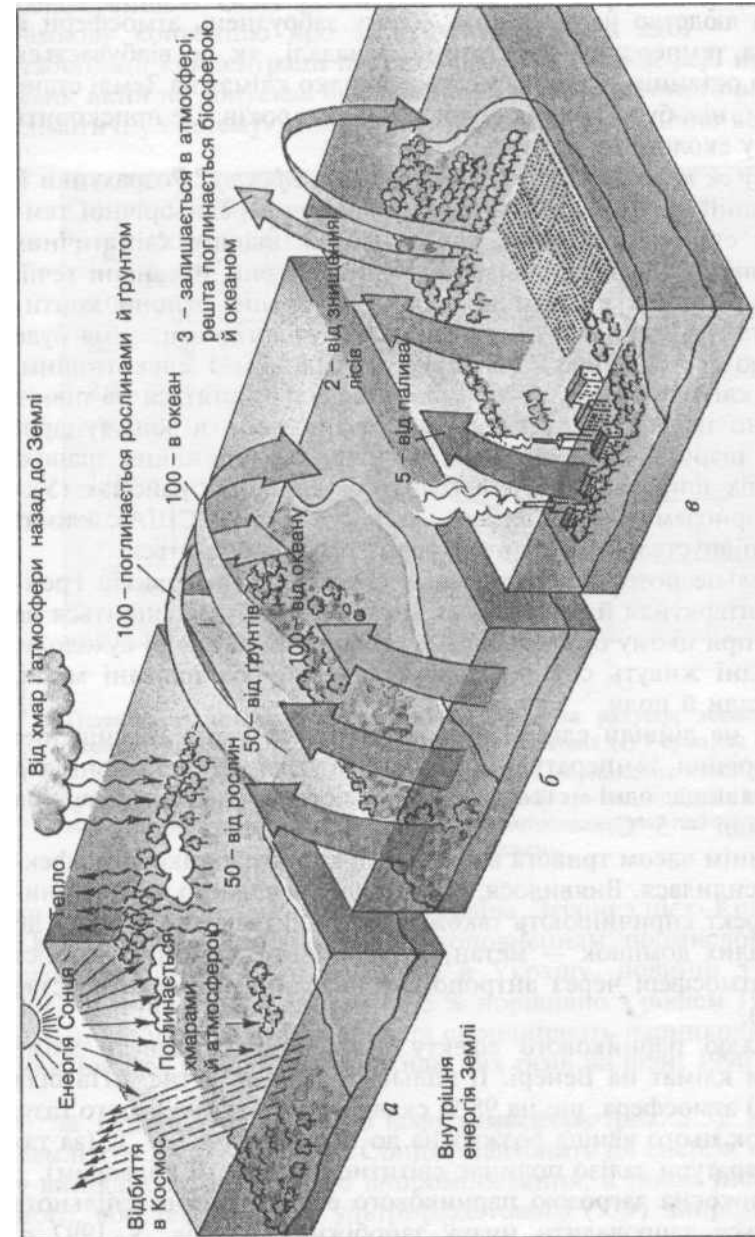 Енергія Сонця
Тепло
Від хмар і атмосфери назад до Землі
Відбиття
в Космос
Поглинається
хмарами
й атмосферою
а
Внутрішня
енергія Землі
100 – поглинається рослинами й ґрунтом
100 – в океан
50 – від рослин
50 – від ґрунтів
100 – від океану
б
3 – залишається в атмосфері,
решта поглинається біосферою
й океаном
2 – від знищення
лісів
5 – від палива
в